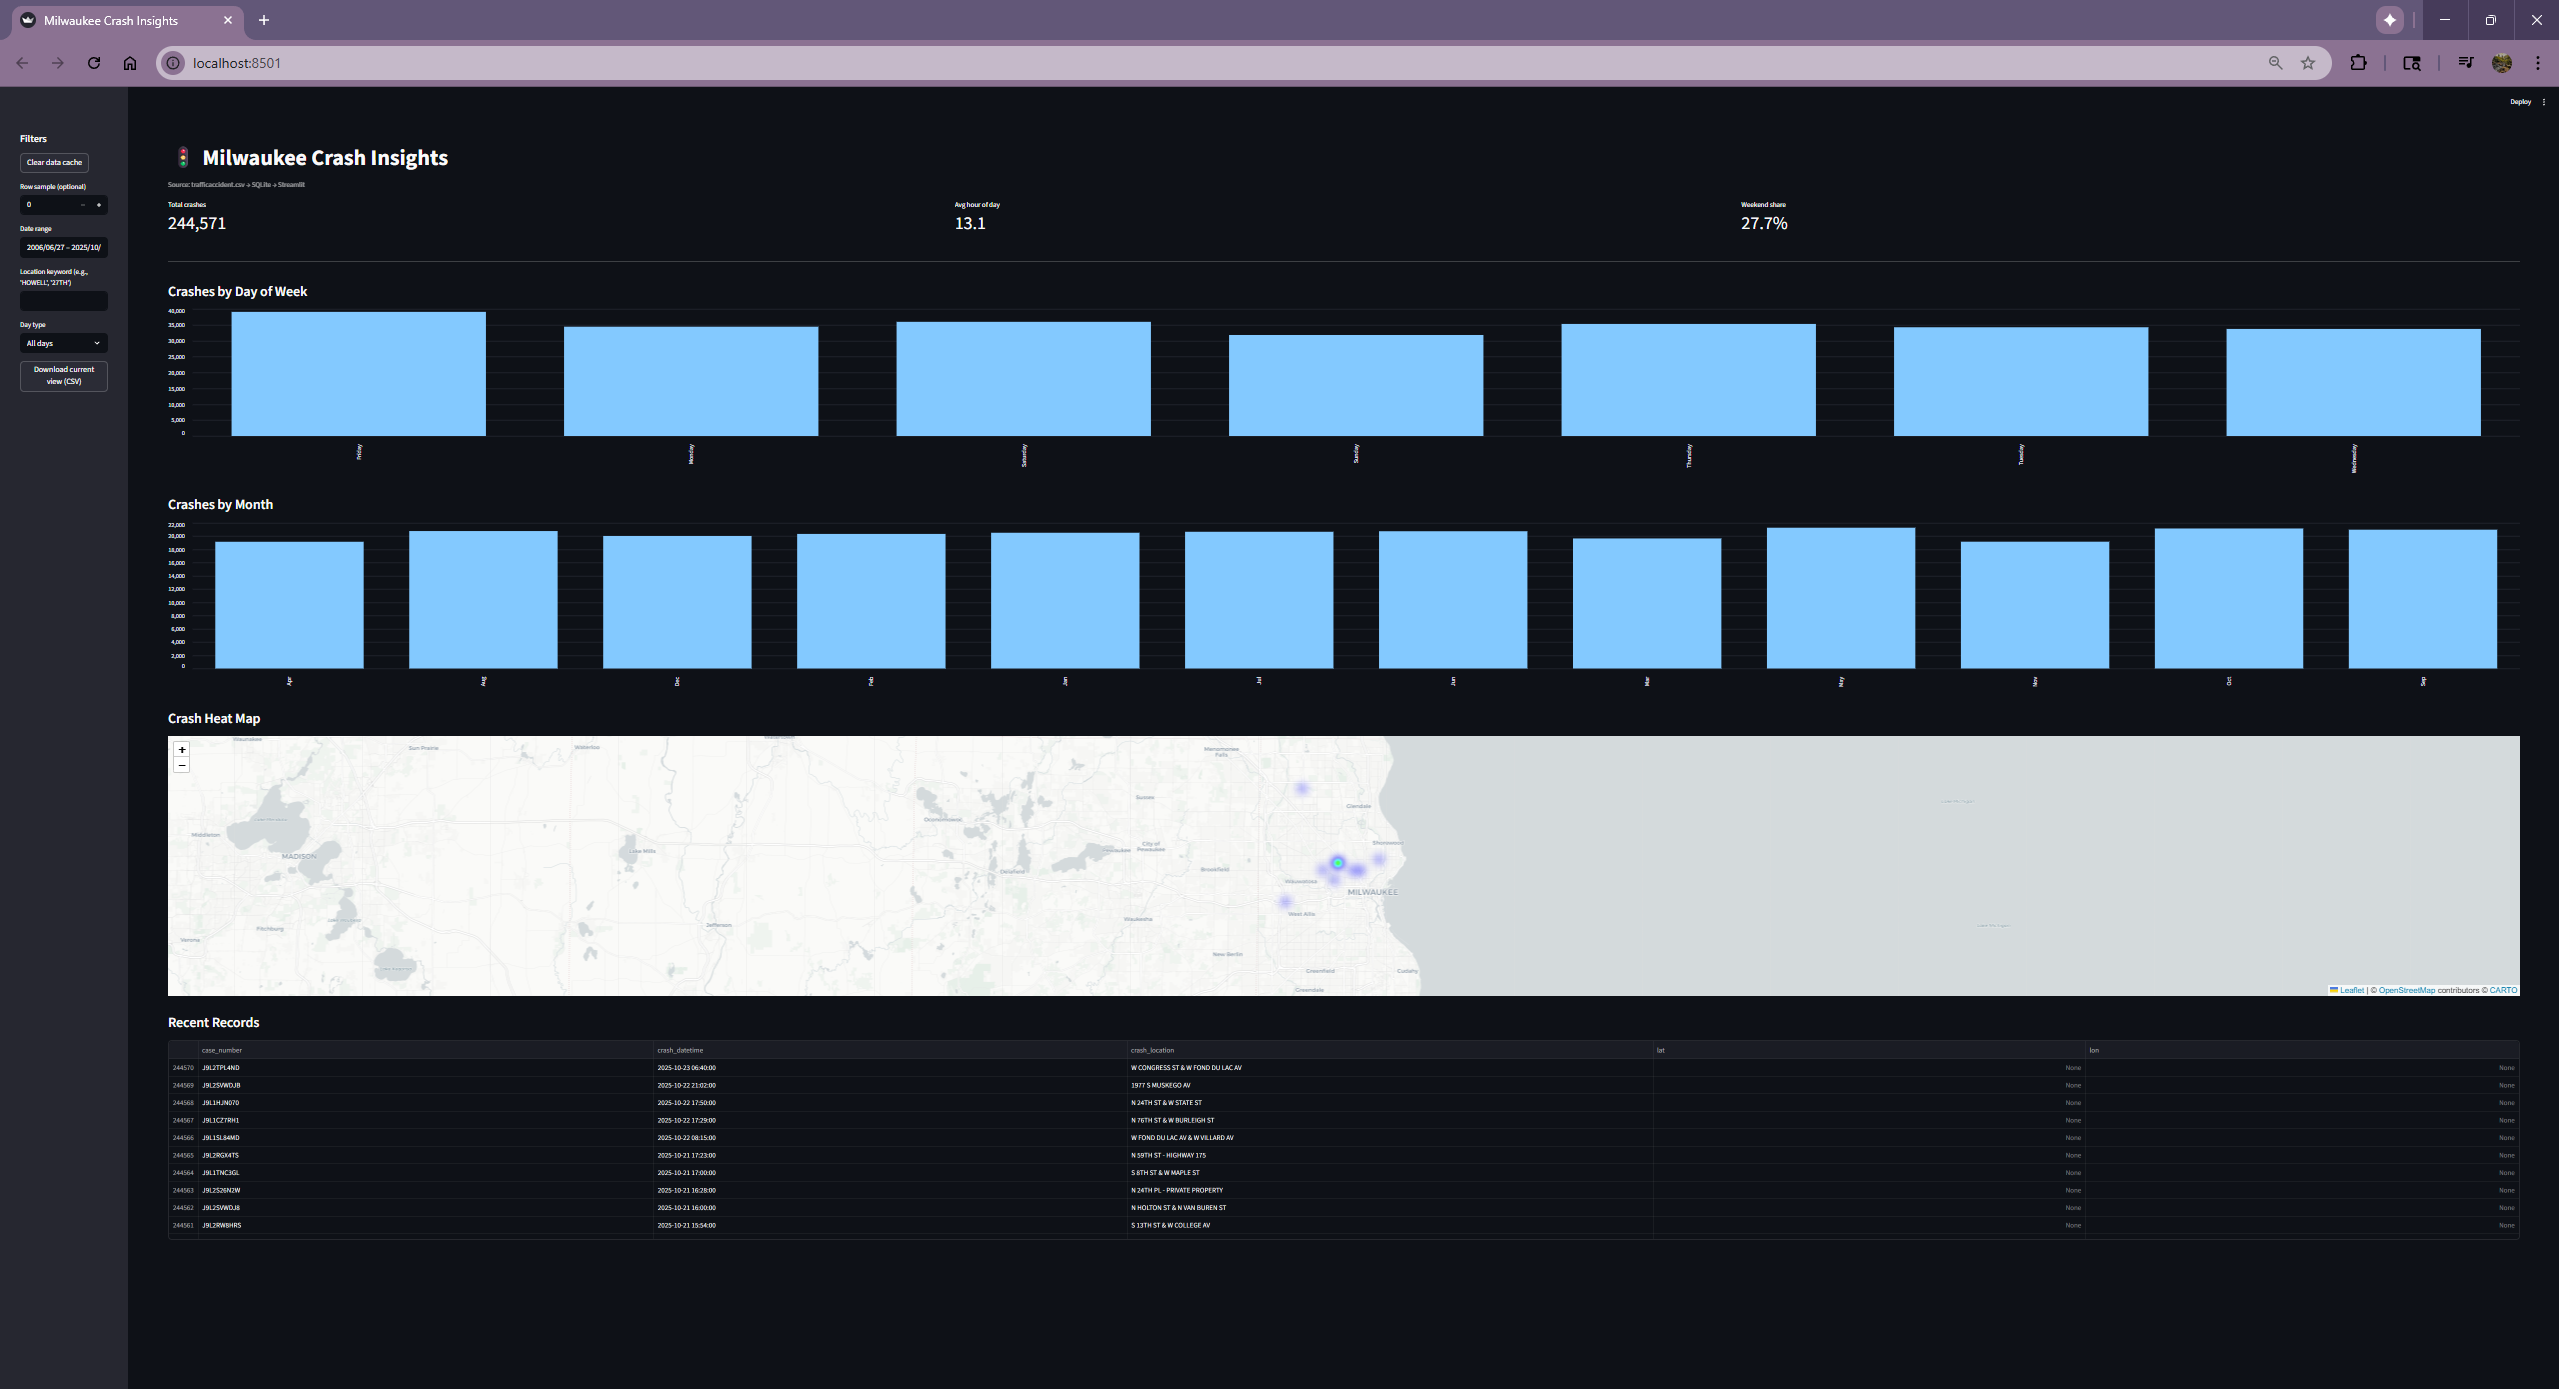 Milwaukee Crash Insights
localhost:8501
Deploy
Filters
Clear data cache
Row sample (optional)
0
Date range
2006/06/27 – 2025/10/
Location keyword (e.g.,
'HOWELL', '27TH')
Day type
All days
Download current
view (CSV)
Milwaukee Crash Insights
Source: trafficaccident.csv → SQLite → Streamlit
Total crashes
244,571
Avg hour of day
13.1
Weekend share
27.7%
Crashes by Day of Week
40,000
35,000
30,000
25,000
20,000
15,000
10,000
5,000
0
Friday
Monday
Saturday
Sunday
Thursday
Tuesday
Wednesday
Crashes by Month
22,000
20,000
18,000
16,000
14,000
12,000
10,000
8,000
6,000
4,000
2,000
0
Apr
Aug
Dec
Feb
Jan
Jul
Jun
Mar
May
Nov
Oct
Sep
Crash Heat Map
+
−
Waunakee
Sun Prairie
Waterloo
Menomonee
Falls
Sussex
Glendale
Lake Mendota
Middleton
Oconomowoc
Shorewood
MADISON
Lake Mills
Pewaukee
City of
Pewaukee
Delafield
Brookfield
Wauwatosa
MILWAUKEE
West Allis
Waukesha
Jefferson
Fitchburg
Verona
New Berlin
Greenfield
Cudahy
Greendale
Lake Michigan
Lake Michigan
Leaflet | © OpenStreetMap contributors © CARTO
Recent Records
case_number crash_datetime crash_location lat lon
244570 J9L2TPL4ND 2025-10-23 06:40:00 W CONGRESS ST & W FOND DU LAC AV None None
244569 J9L2SVWDJB 2025-10-22 21:02:00 1977 S MUSKEGO AV None None
244568 J9L1HJN070 2025-10-22 17:50:00 N 24TH ST & W STATE ST None None
244567 J9L1CZ7RH1 2025-10-22 17:29:00 N 76TH ST & W BURLEIGH ST None None
244566 J9L1SL84MD 2025-10-22 08:15:00 W FOND DU LAC AV & W VILLARD AV None None
244565 J9L2RGX4TS 2025-10-21 17:23:00 N 59TH ST - HIGHWAY 175 None None
244564 J9L1TNC3GL 2025-10-21 17:00:00 S 8TH ST & W MAPLE ST None None
244563 J9L2S26N2W 2025-10-21 16:28:00 N 24TH PL - PRIVATE PROPERTY None None
244562 J9L2SVWDJ8 2025-10-21 16:00:00 N HOLTON ST & N VAN BUREN ST None None
244561 J9L2RW8HRS 2025-10-21 15:54:00 S 13TH ST & W COLLEGE AV None None